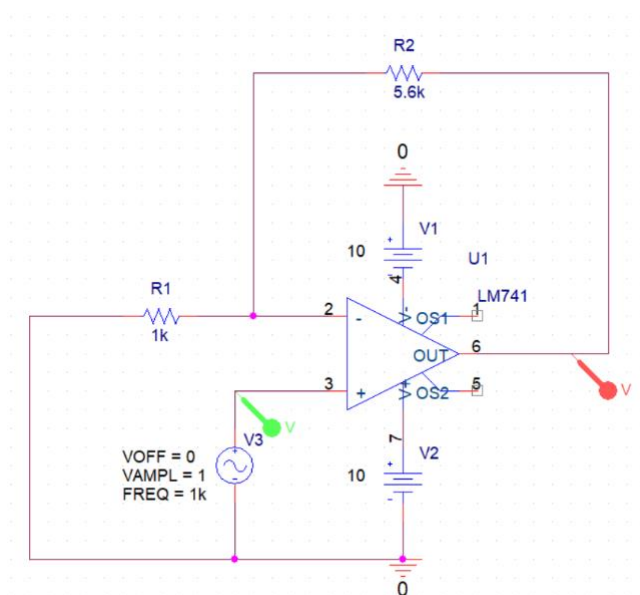 R2
5.6k
0
V1
10
U1
4
R1
1k
2
-
V-
OS1
1
LM741
OUT
6
3
+
V+
OS2
5
V
V
V3
7
V2
10
VOFF = 0
VAMPL = 1
FREQ = 1k
0